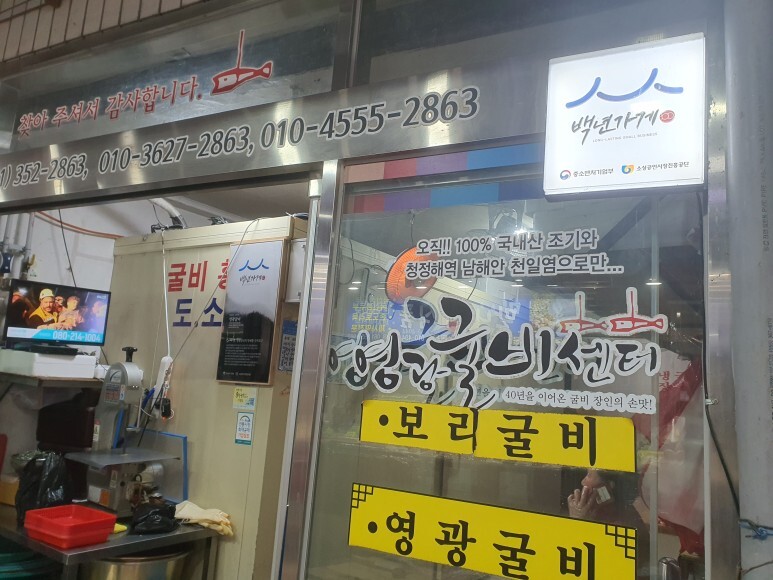 찾아 주셔서 감사합니다.
1) 352-2863, 010-3627-2863, 010-4555-2863
백년가게
중소벤처기업부
소상공인시장진흥공단
오직!! 100% 국내산 조기와
청정해역 남해안 천일염으로만...
영광굴비센터
40년을 이어온 굴비 장인의 손맛!
• 보리굴비
• 영광굴비
굴비
도·소
백년가게
080-214-1004